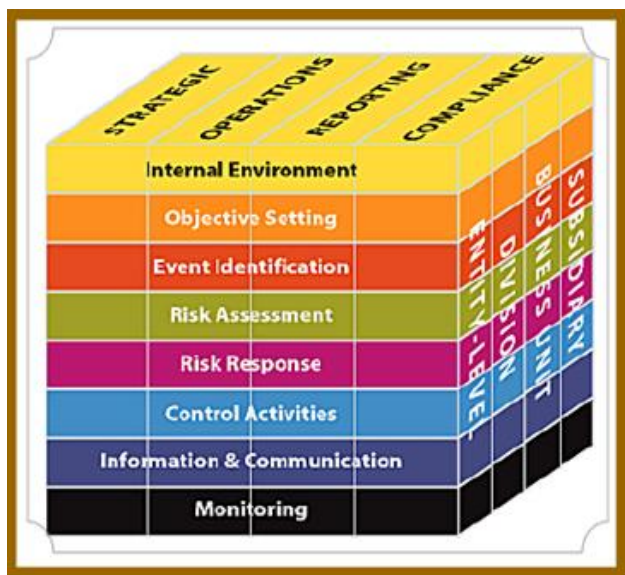 STRATEGIC
OPERATIONS
REPORTING
COMPLIANCE
Internal Environment
Objective Setting
Event Identification
Risk Assessment
Risk Response
Control Activities
Information & Communication
Monitoring
ENTITY-LEVEL
DIVISION
BUSINESS UNIT
SUBSIDIARY